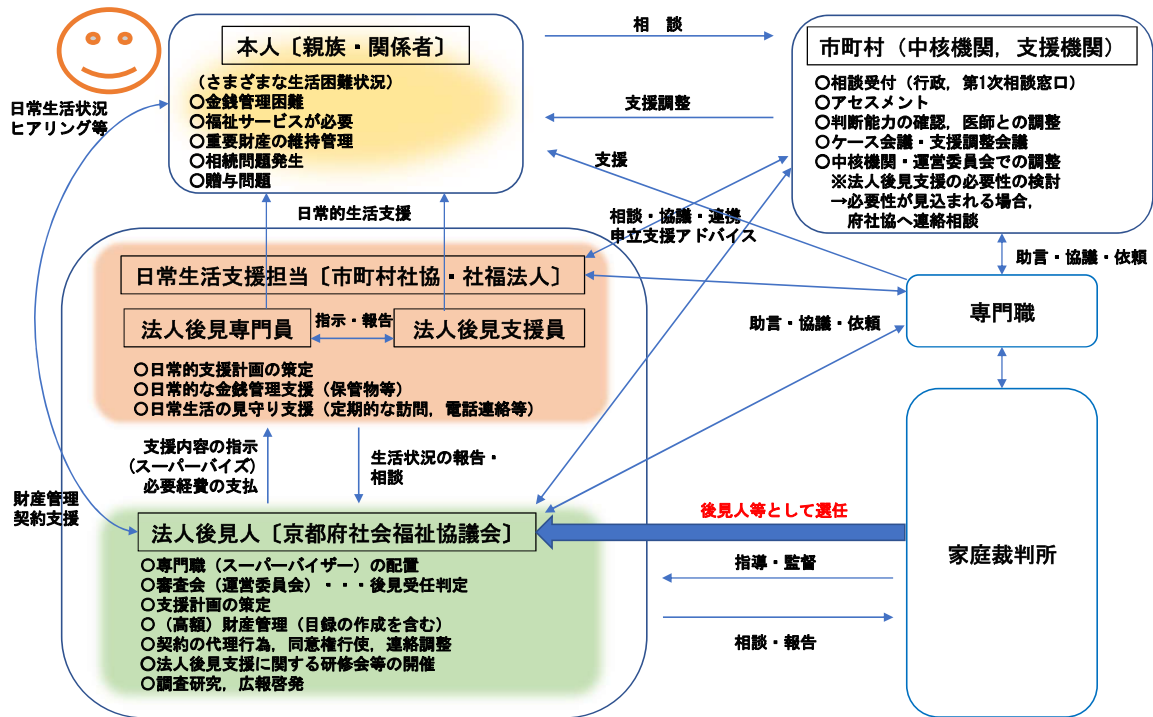 本人〔親族・関係者〕
(さまざまな生活困難状況)
○金銭管理困難
○福祉サービスが必要
○重要財産の維持管理
○相続問題発生
○贈与問題
相　談
支援調整
支援
市町村（中核機関，支援機関）
○相談受付（行政，第1次相談窓口）
○アセスメント
○判断能力の確認，医師との調整
○ケース会議・支援調整会議
○中核機関・運営委員会での調整
※法人後見支援の必要性の検討
→必要性が見込まれる場合，
府社協へ連絡相談
日常生活状況
ヒアリング等
日常的生活支援
相談・協議・連携
申立支援アドバイス
助言・協議・依頼
日常生活支援担当〔市町村社協・社福法人〕
法人後見専門員
指示・報告
法人後見支援員
○日常的支援計画の策定
○日常的な金銭管理支援（保管物等）
○日常生活の見守り支援（定期的な訪問，電話連絡等）
専門職
助言・協議・依頼
支援内容の指示
(スーパーバイズ)
必要経費の支払
生活状況の報告・
相談
財産管理
契約支援
法人後見人〔京都府社会福祉協議会〕
○専門職（スーパーバイザー）の配置
○審査会（運営委員会）・・・後見受任判定
○支援計画の策定
○（高額）財産管理（目録の作成を含む）
○契約の代理行為，同意権行使，連絡調整
○法人後見支援に関する研修会等の開催
○調査研究，広報啓発
後見人等として選任
指導・監督
相談・報告
家庭裁判所